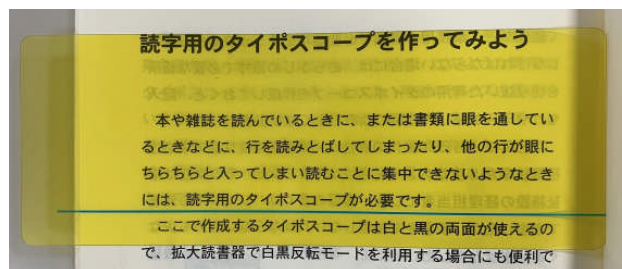 読字用のタイポスコープを作ってみよう
本や雑誌を読んでいるときに、または書類に眼を通してい
るときなどに、行を読みとばしてしまったり、他の行が眼に
ちらちらと入ってしまい読むことに集中できないようなとき
には、読字用のタイポスコープが必要です。
ここで作成するタイポスコープは白と黒の両面が使えるの
で、拡大読書器で白黒反転モードを利用する場合にも便利で